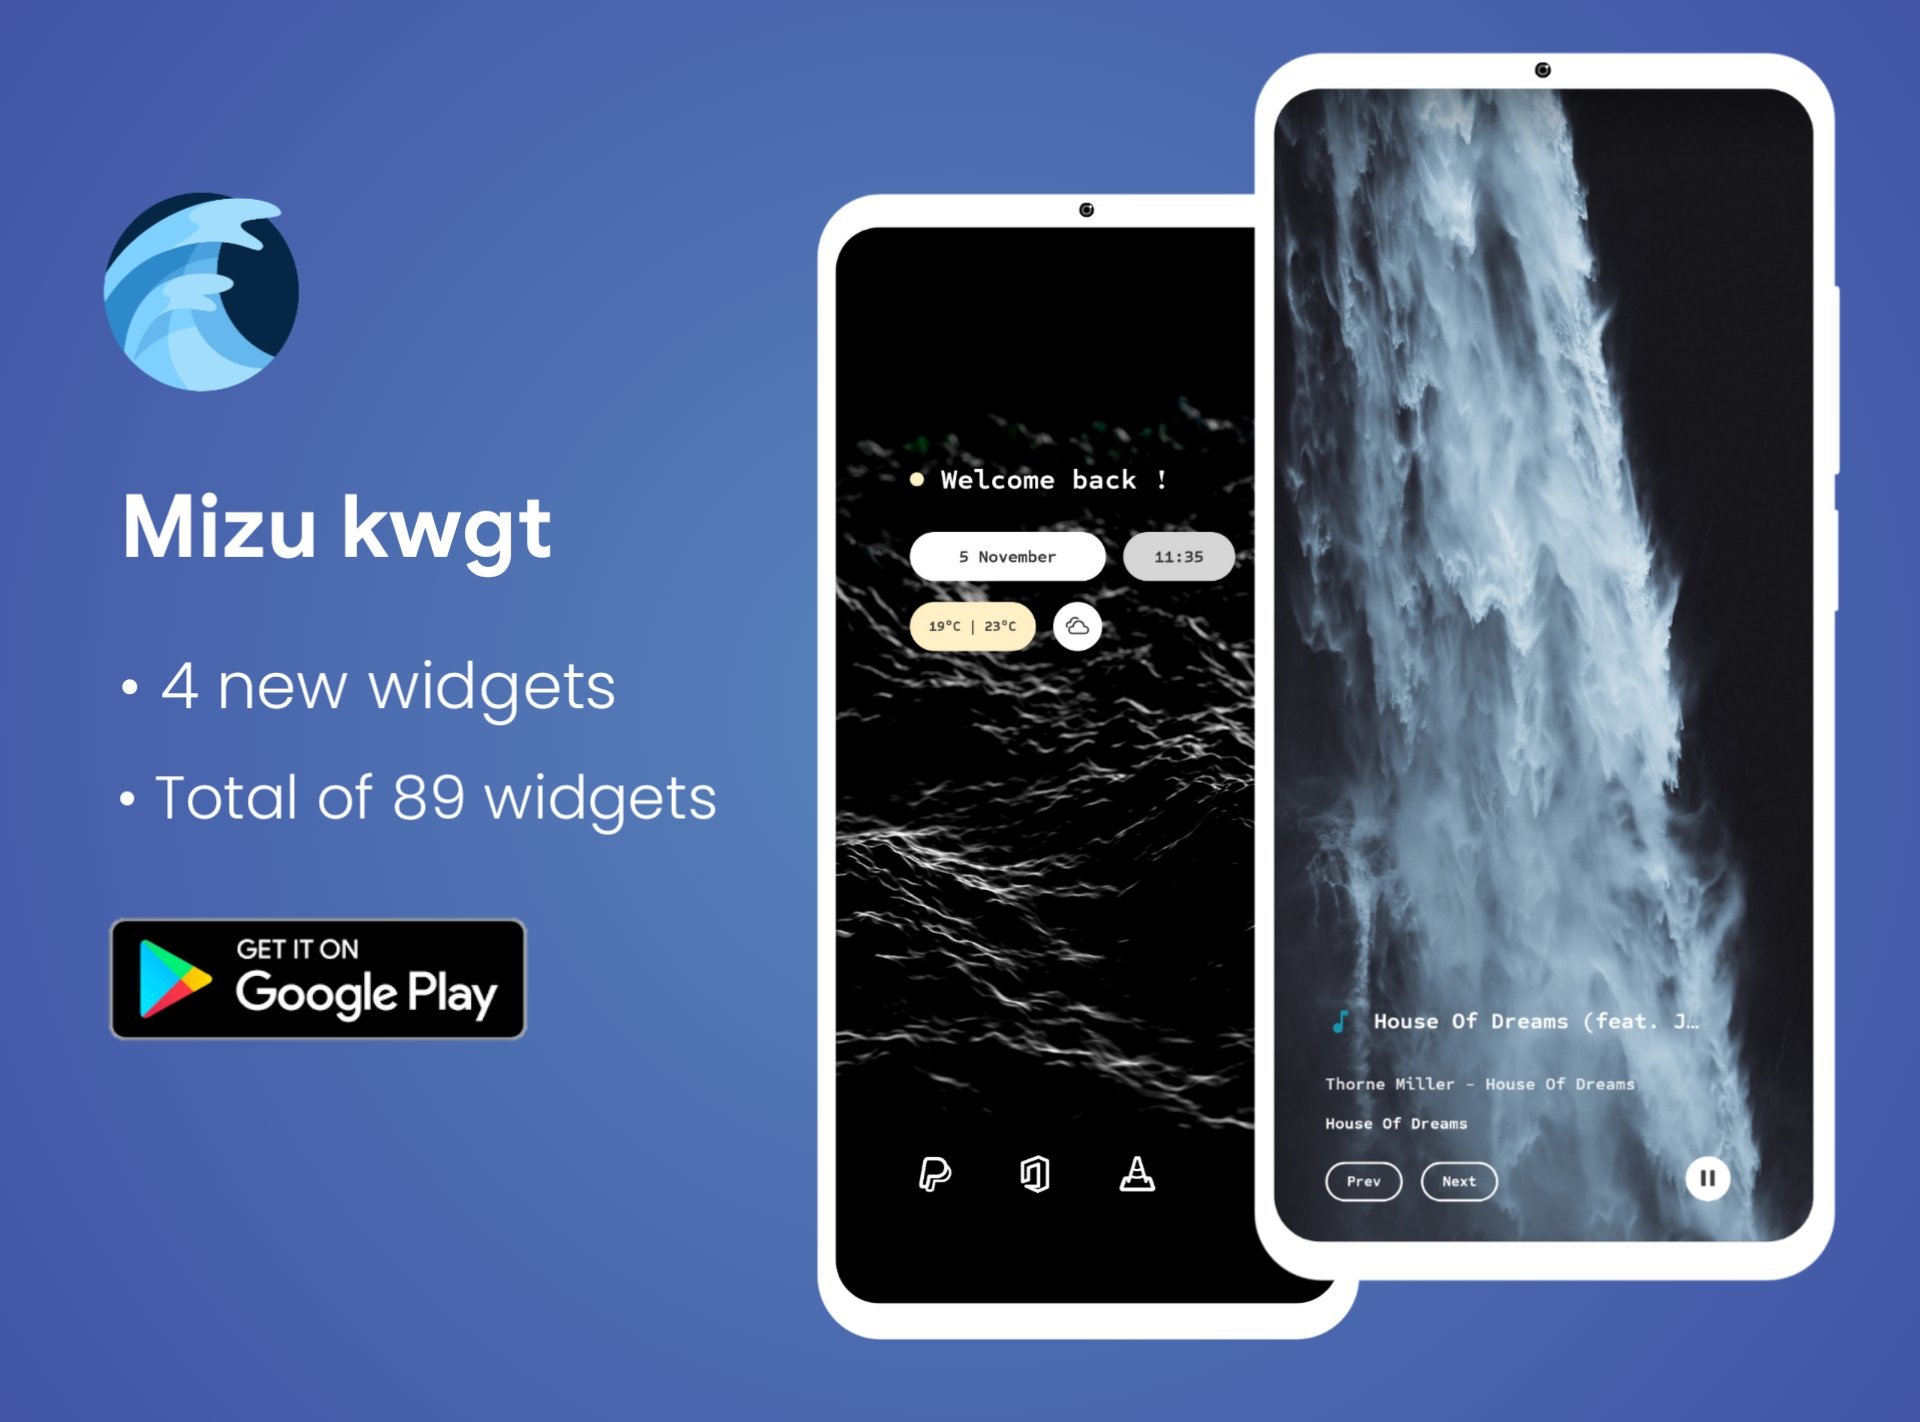 Mizu kwgt
• 4 new widgets
• Total of 89 widgets
GET IT ON
Google Play
Welcome back !
5 November
11:35
19°C | 23°C
House Of Dreams (feat. J…
Thorne Miller - House Of Dreams
House Of Dreams
Prev
Next